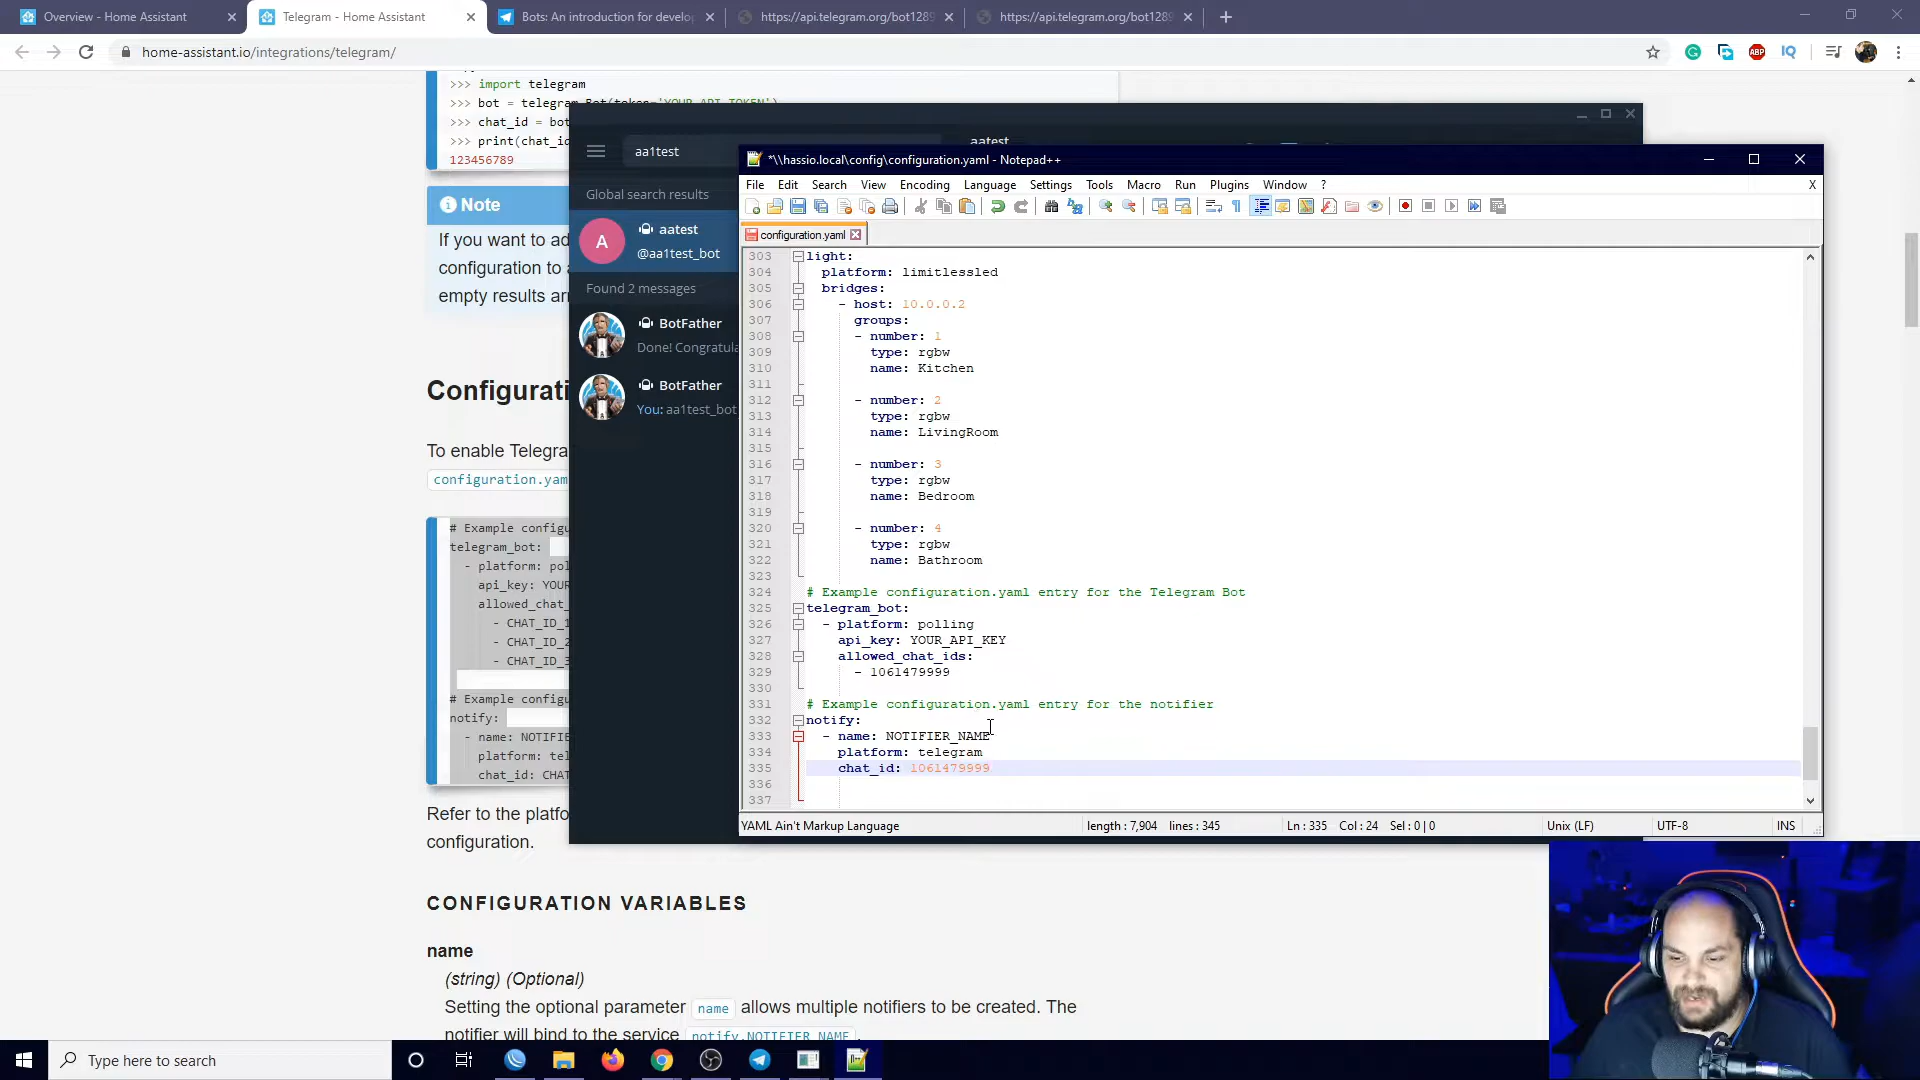 Overview - Home Assistant
Telegram - Home Assistant
Bots: An introduction for develop
https://api.telegram.org/bot1289
https://api.telegram.org/bot1289
home-assistant.io/integrations/telegram/
ABP
IQ
>>> import telegram
>>> bot = telegram.Bot(token='YOUR_API_TOKEN')
>>> chat_id = bot
>>> print(chat_id
123456789
Note
If you want to ad
configuration to a
empty results ar
Configurati
To enable Telegra
configuration.yam
# Example configu
telegram_bot:
- platform: pol
api_key: YOUR
allowed_chat_
- CHAT_ID_1
- CHAT_ID_2
- CHAT_ID_3
# Example configu
notify:
- name: NOTIFIE
platform: tel
chat_id: CHAT
Refer to the platfo
configuration.
CONFIGURATION VARIABLES
name
(string) (Optional)
Setting the optional parameter name allows multiple notifiers to be created. The
notifier will bind to the service notify.NOTIFIER_NAME.
aa1test
aatest
Global search results
A
aatest
@aa1test_bot
Found 2 messages
BotFather
Done! Congratula
BotFather
You: aa1test_bot
*\\hassio.local\config\configuration.yaml - Notepad++
File Edit Search View Encoding Language Settings Tools Macro Run Plugins Window ? X
configuration.yaml
303 light:
304 platform: limitlessled
305 bridges:
306 - host: 10.0.0.2
307 groups:
308 - number: 1
309 type: rgbw
310 name: Kitchen
311
312 - number: 2
313 type: rgbw
314 name: LivingRoom
315
316 - number: 3
317 type: rgbw
318 name: Bedroom
319
320 - number: 4
321 type: rgbw
322 name: Bathroom
323
324 # Example configuration.yaml entry for the Telegram Bot
325 telegram_bot:
326 - platform: polling
327 api_key: YOUR_API_KEY
328 allowed_chat_ids:
329 - 1061479999
330
331 # Example configuration.yaml entry for the notifier
332 notify:
333 - name: NOTIFIER_NAME
334 platform: telegram
335 chat_id: 1061479999
336
337
YAML Ain't Markup Language length : 7,904 lines : 345 Ln : 335 Col : 24 Sel : 0 | 0 Unix (LF) UTF-8 INS
Type here to search